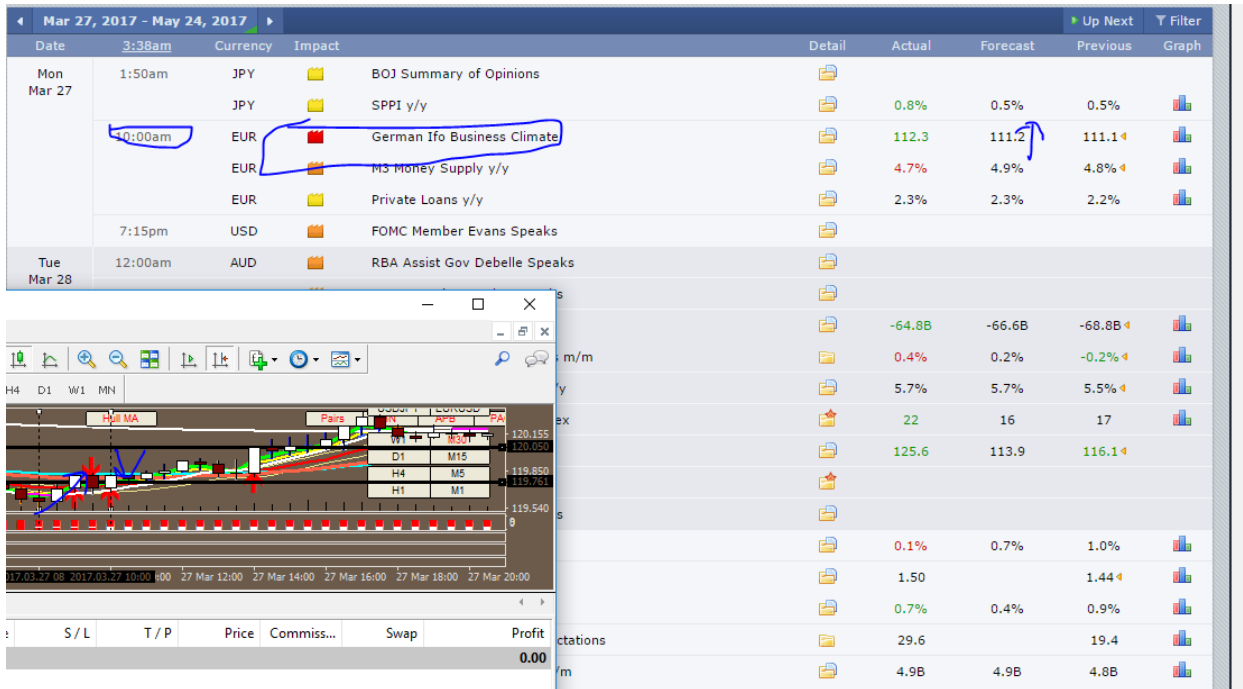 Mar 27, 2017 - May 24, 2017 Up Next Filter
Date 3:38am Currency Impact Detail Actual Forecast Previous Graph
Mon 1:50am JPY BOJ Summary of Opinions
Mar 27
JPY SPPI y/y 0.8% 0.5% 0.5%
10:00am EUR German Ifo Business Climate 112.3 111.2 111.1
EUR M3 Money Supply y/y 4.7% 4.9% 4.8%
EUR Private Loans y/y 2.3% 2.3% 2.2%
7:15pm USD FOMC Member Evans Speaks
Tue 12:00am AUD RBA Assist Gov Debelle Speaks
Mar 28
s
-64.8B -66.6B -68.8B
s m/m 0.4% 0.2% -0.2%
H4 D1 W1 MN /y 5.7% 5.7% 5.5%
Hull MA Pairs USDJPY EURUSD
APB ex 22 16 17
120.155
W1 M30
120.050
D1 M15 125.6 113.9 116.1
H4 M5 119.850
119.761
H1 M1
119.540
s
0
0.1% 0.7% 1.0%
017.03.27 08 2017.03.27 10:00 :00 27 Mar 12:00 27 Mar 14:00 27 Mar 16:00 27 Mar 18:00 27 Mar 20:00 1.50 1.44
0.7% 0.4% 0.9%
S / L T / P Price Commiss... Swap Profit ctations 29.6 19.4
0.00
/m 4.9B 4.9B 4.8B